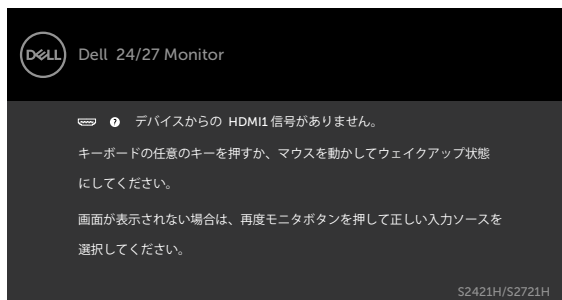 DELL
Dell 24/27 Monitor
デバイスからの HDMI1 信号がありません。
キーボードの任意のキーを押すか、マウスを動かしてウェイクアップ状態
にしてください。
画面が表示されない場合は、再度モニタボタンを押して正しい入力ソースを
選択してください。
S2421H/S2721H